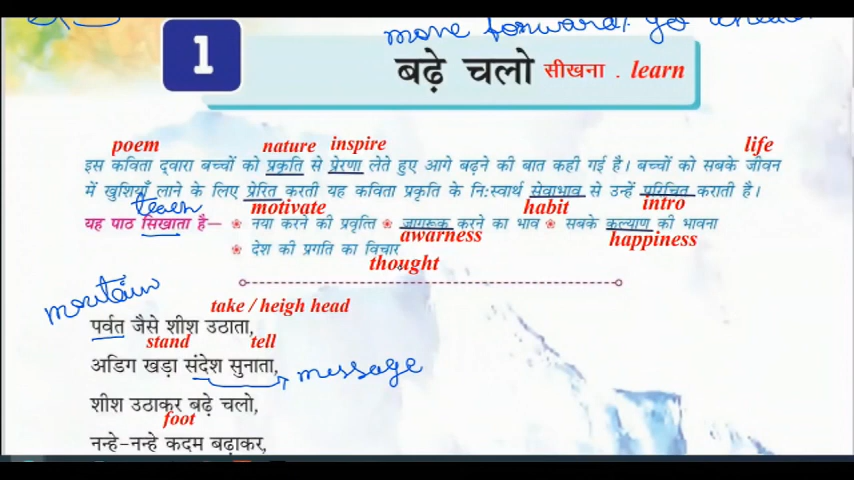 move forward, go ahead
1
बढ़े चलो सीखना . learn
poem nature inspire life
इस कविता द्वारा बच्चों को प्रकृति से प्रेरणा लेते हुए आगे बढ़ने की बात कही गई है। बच्चों को सबके जीवन
में खुशियाँ लाने के लिए प्रेरित करती यह कविता प्रकृति के नि:स्वार्थ सेवाभाव से उन्हें परिचित कराती है।
teach motivate habit intro
यह पाठ सिखाता है— नया करने की प्रवृत्ति जागरूक करने का भाव सबके कल्याण की भावना
awarness happiness
देश की प्रगति का विचार
thought
mountain take / heigh head
पर्वत जैसे शीश उठाता,
stand tell
अडिग खड़ा संदेश सुनाता, message
शीश उठाकर बढ़े चलो,
foot
नन्हे-नन्हे कदम बढ़ाकर,